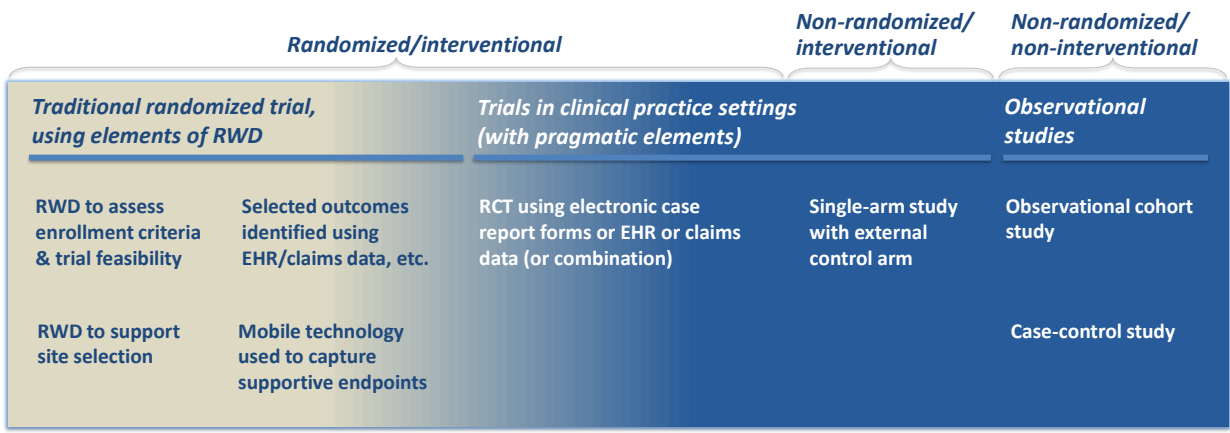 Randomized/interventional
Non-randomized/
interventional
Non-randomized/
non-interventional
Traditional randomized trial,
using elements of RWD
Trials in clinical practice settings
(with pragmatic elements)
Observational
studies
RWD to assess
enrollment criteria
& trial feasibility
Selected outcomes
identified using
EHR/claims data, etc.
RCT using electronic case
report forms or EHR or claims
data (or combination)
Single-arm study
with external
control arm
Observational cohort
study
RWD to support
site selection
Mobile technology
used to capture
supportive endpoints
Case-control study